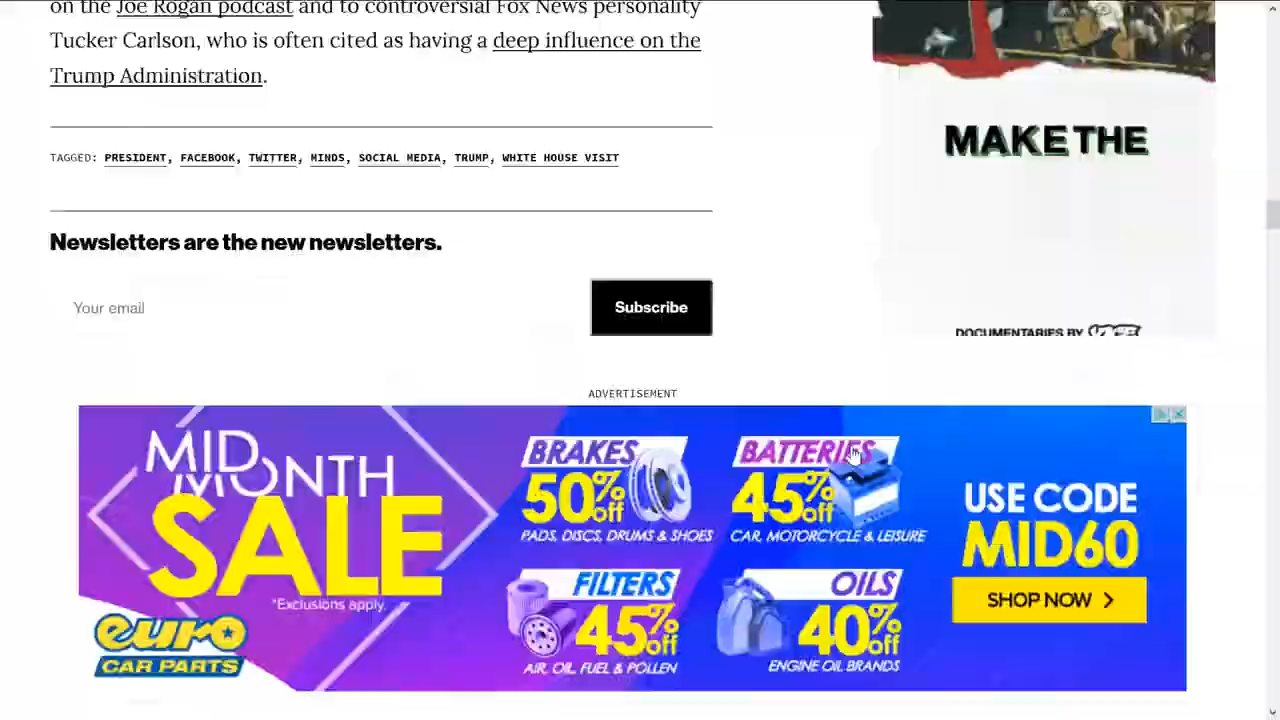 on the Joe Rogan podcast and to controversial Fox News personality
Tucker Carlson, who is often cited as having a deep influence on the
Trump Administration.
TAGGED: PRESIDENT, FACEBOOK, TWITTER, MINDS, SOCIAL MEDIA, TRUMP, WHITE HOUSE VISIT
Newsletters are the new newsletters.
Your email
Subscribe
MAKE THE
DOCUMENTARIES BY VICE
ADVERTISEMENT
MID
MONTH
SALE
*Exclusions apply.
euro
CAR PARTS
BRAKES
50% off
PADS, DISCS, DRUMS & SHOES
BATTERIES
45% off
CAR, MOTORCYCLE & LEISURE
FILTERS
45% off
AIR, OIL, FUEL & POLLEN
OILS
40% off
ENGINE OIL BRANDS
USE CODE
MID60
SHOP NOW >